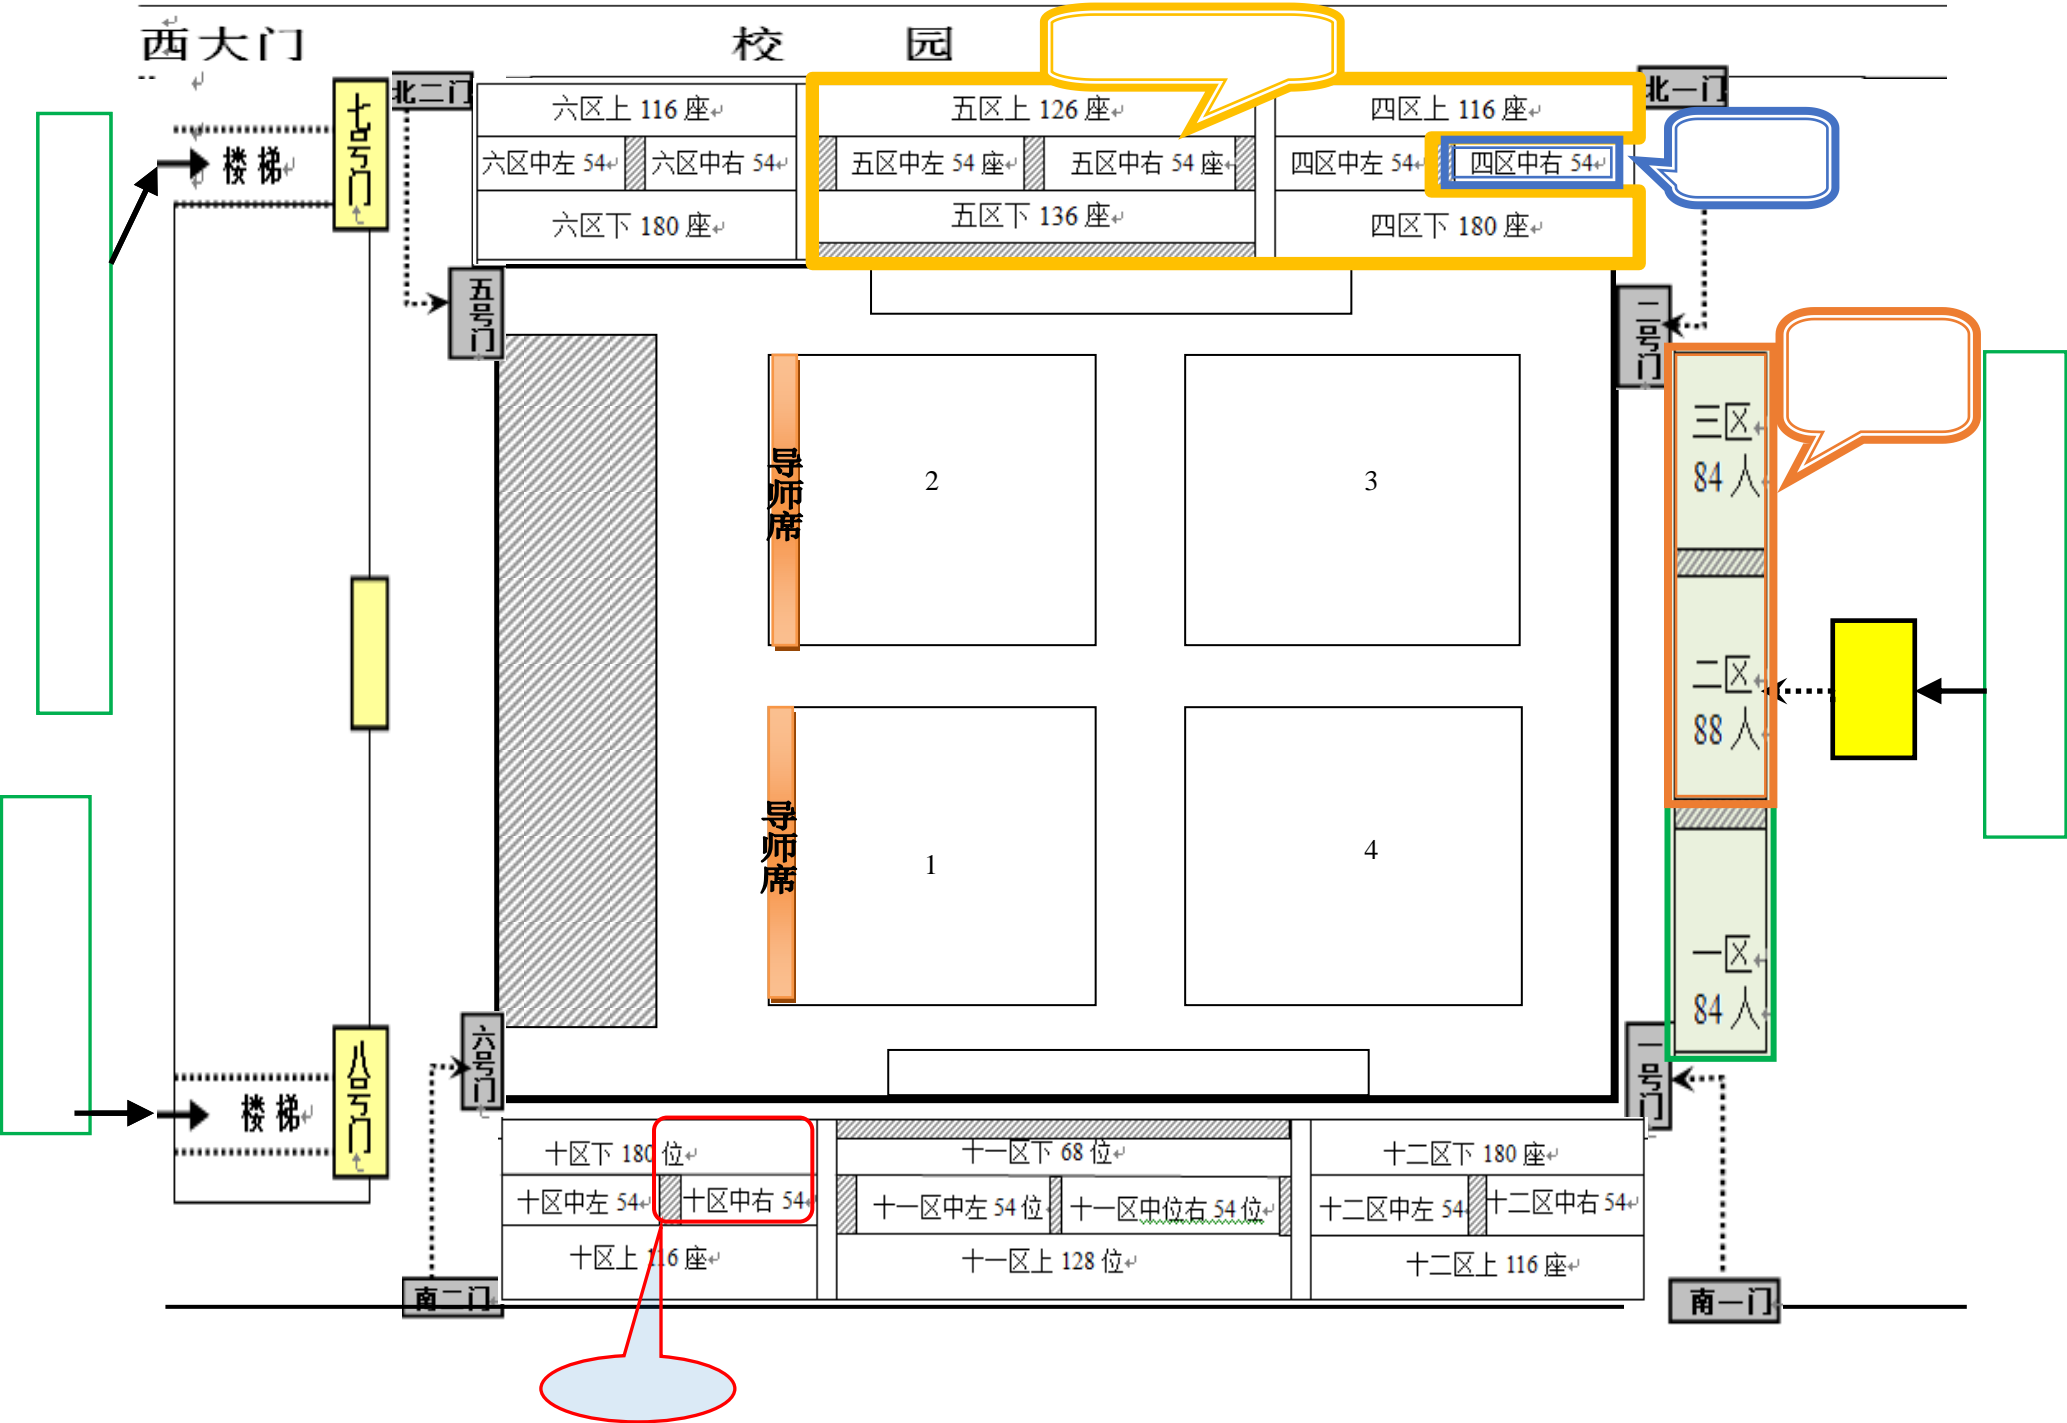 西大门 校 园
七号门
北二门
六区上 116 座
五区上 126 座
四区上 116 座
北一门
楼 梯
六区中左 54
六区中右 54
五区中左 54 座
五区中右 54 座
四区中左 54
四区中右 54
六区下 180 座
五区下 136 座
四区下 180 座
五号门
二号门
导师席
2
3
三区
84 人
二区
88 人
导师席
1
4
一区
84 人
六号门
一号门
八号门
楼 梯
十区下 180 位
十一区下 68 位
十二区下 180 座
十区中左 54
十区中右 54
十一区中左 54 位
十一区中位右 54 位
十二区中左 54
十二区中右 54
十区上 116 座
十一区上 128 位
十二区上 116 座
南二门
南一门